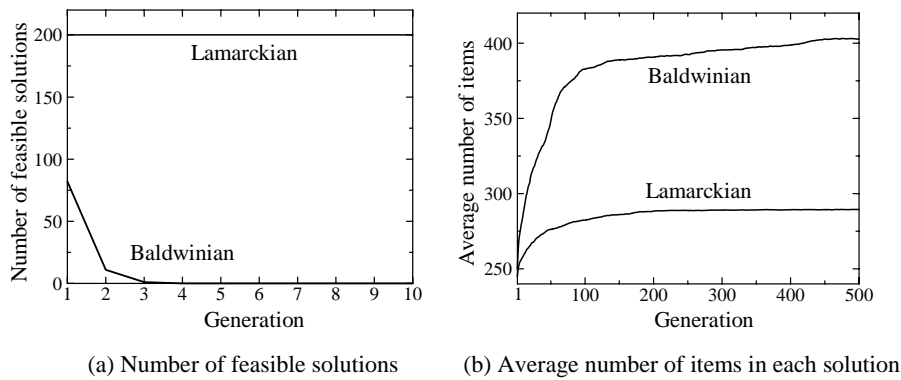 Number of feasible solutions
200
150
100
50
0
Lamarckian
Baldwinian
1 2 3 4 5 6 7 8 9 10
Generation
(a) Number of feasible solutions
Average number of items
400
350
300
250
Baldwinian
Lamarckian
1 100 200 300 400 500
Generation
(b) Average number of items in each solution